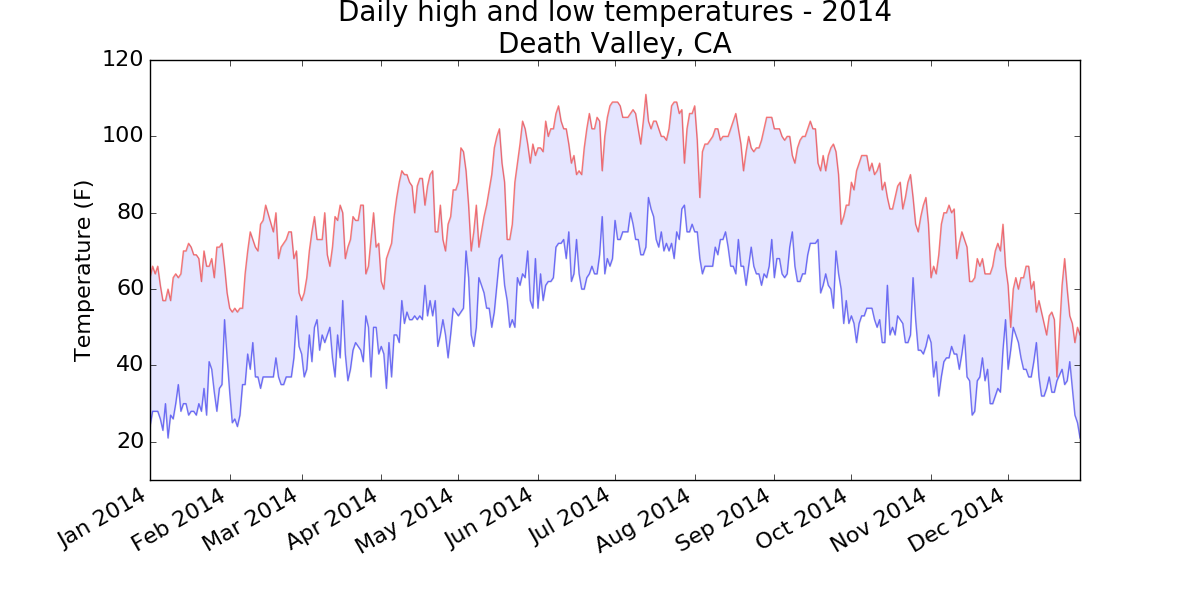 Daily high and low temperatures - 2014
Death Valley, CA
120
100
80
60
40
20
Temperature (F)
Jan 2014
Feb 2014
Mar 2014
Apr 2014
May 2014
Jun 2014
Jul 2014
Aug 2014
Sep 2014
Oct 2014
Nov 2014
Dec 2014